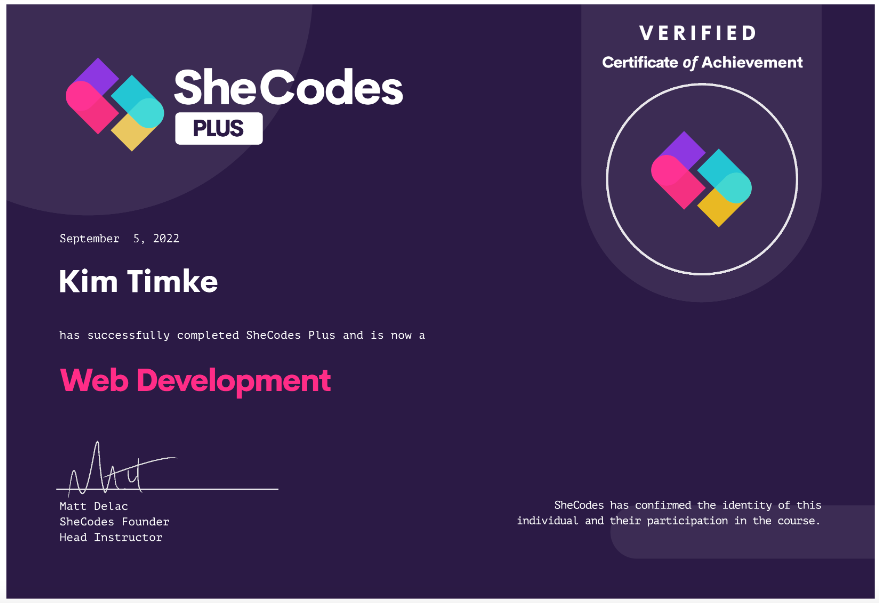 SheCodes
PLUS
VERIFIED
Certificate of Achievement
September 5, 2022
Kim Timke
has successfully completed SheCodes Plus and is now a
Web Development
Matt Delac
SheCodes Founder
Head Instructor
SheCodes has confirmed the identity of this
individual and their participation in the course.